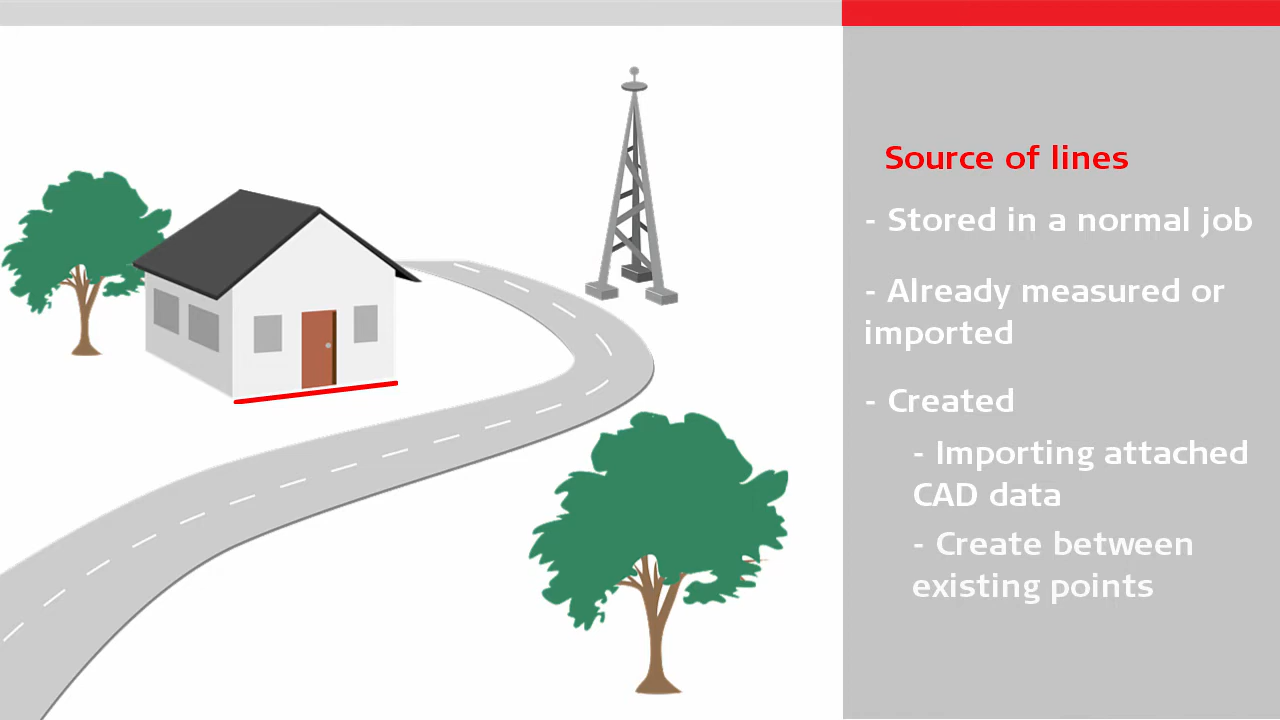 Source of lines
- Stored in a normal job
- Already measured or
imported
- Created
- Importing attached
CAD data
- Create between
existing points